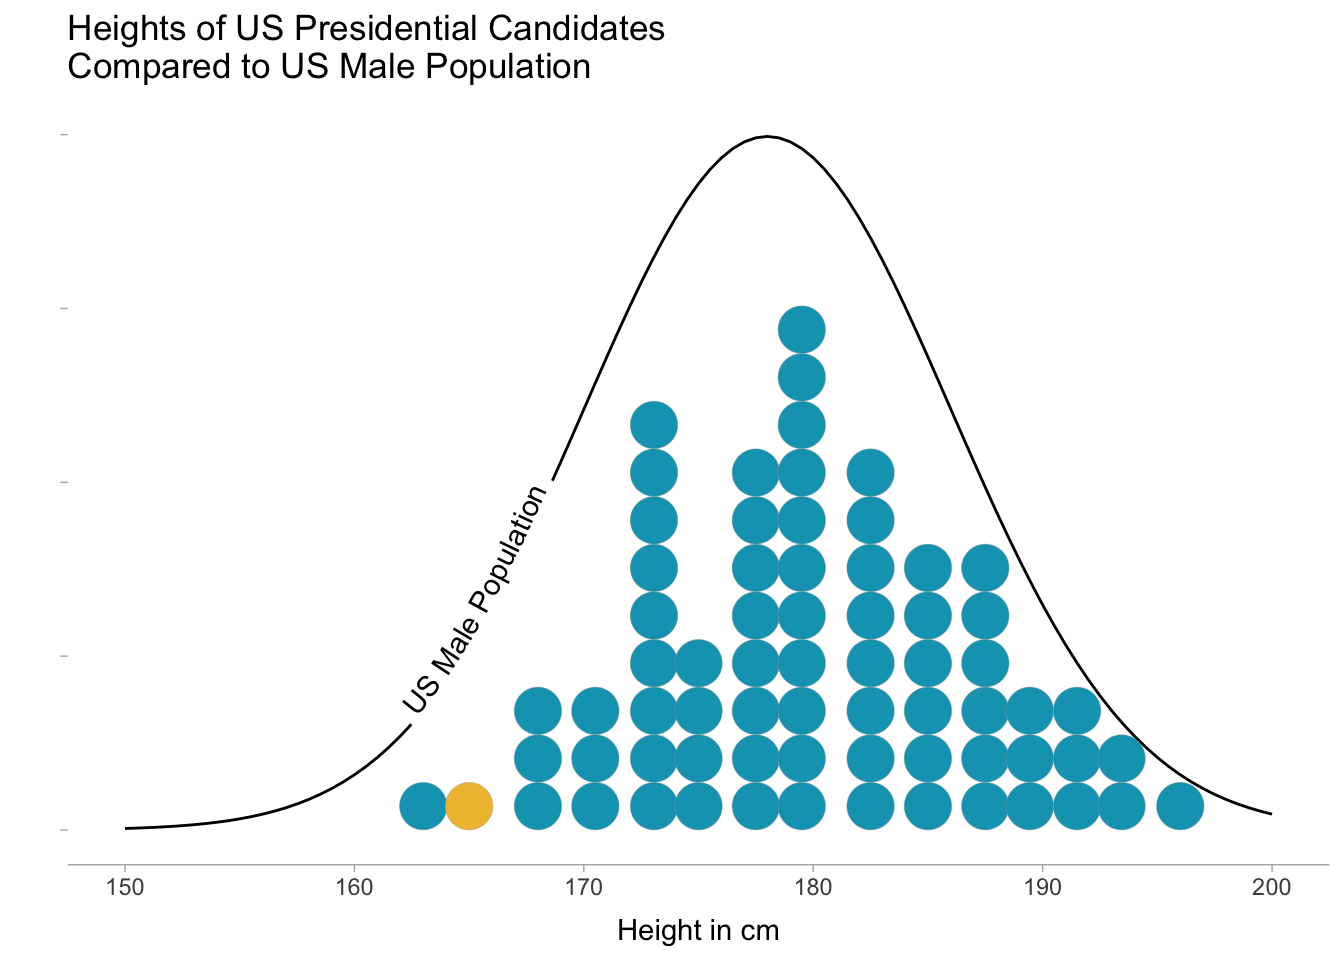 Heights of US Presidential Candidates
Compared to US Male Population
US Male Population
150 160 170 180 190 200
Height in cm